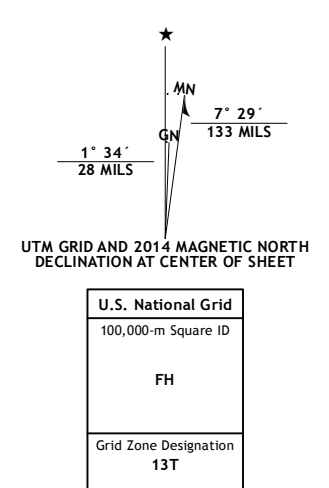 ★
MN
7° 29´
133 MILS
GN
1° 34´
28 MILS
UTM GRID AND 2014 MAGNETIC NORTH
DECLINATION AT CENTER OF SHEET
U.S. National Grid
100,000-m Square ID
FH
Grid Zone Designation
13T